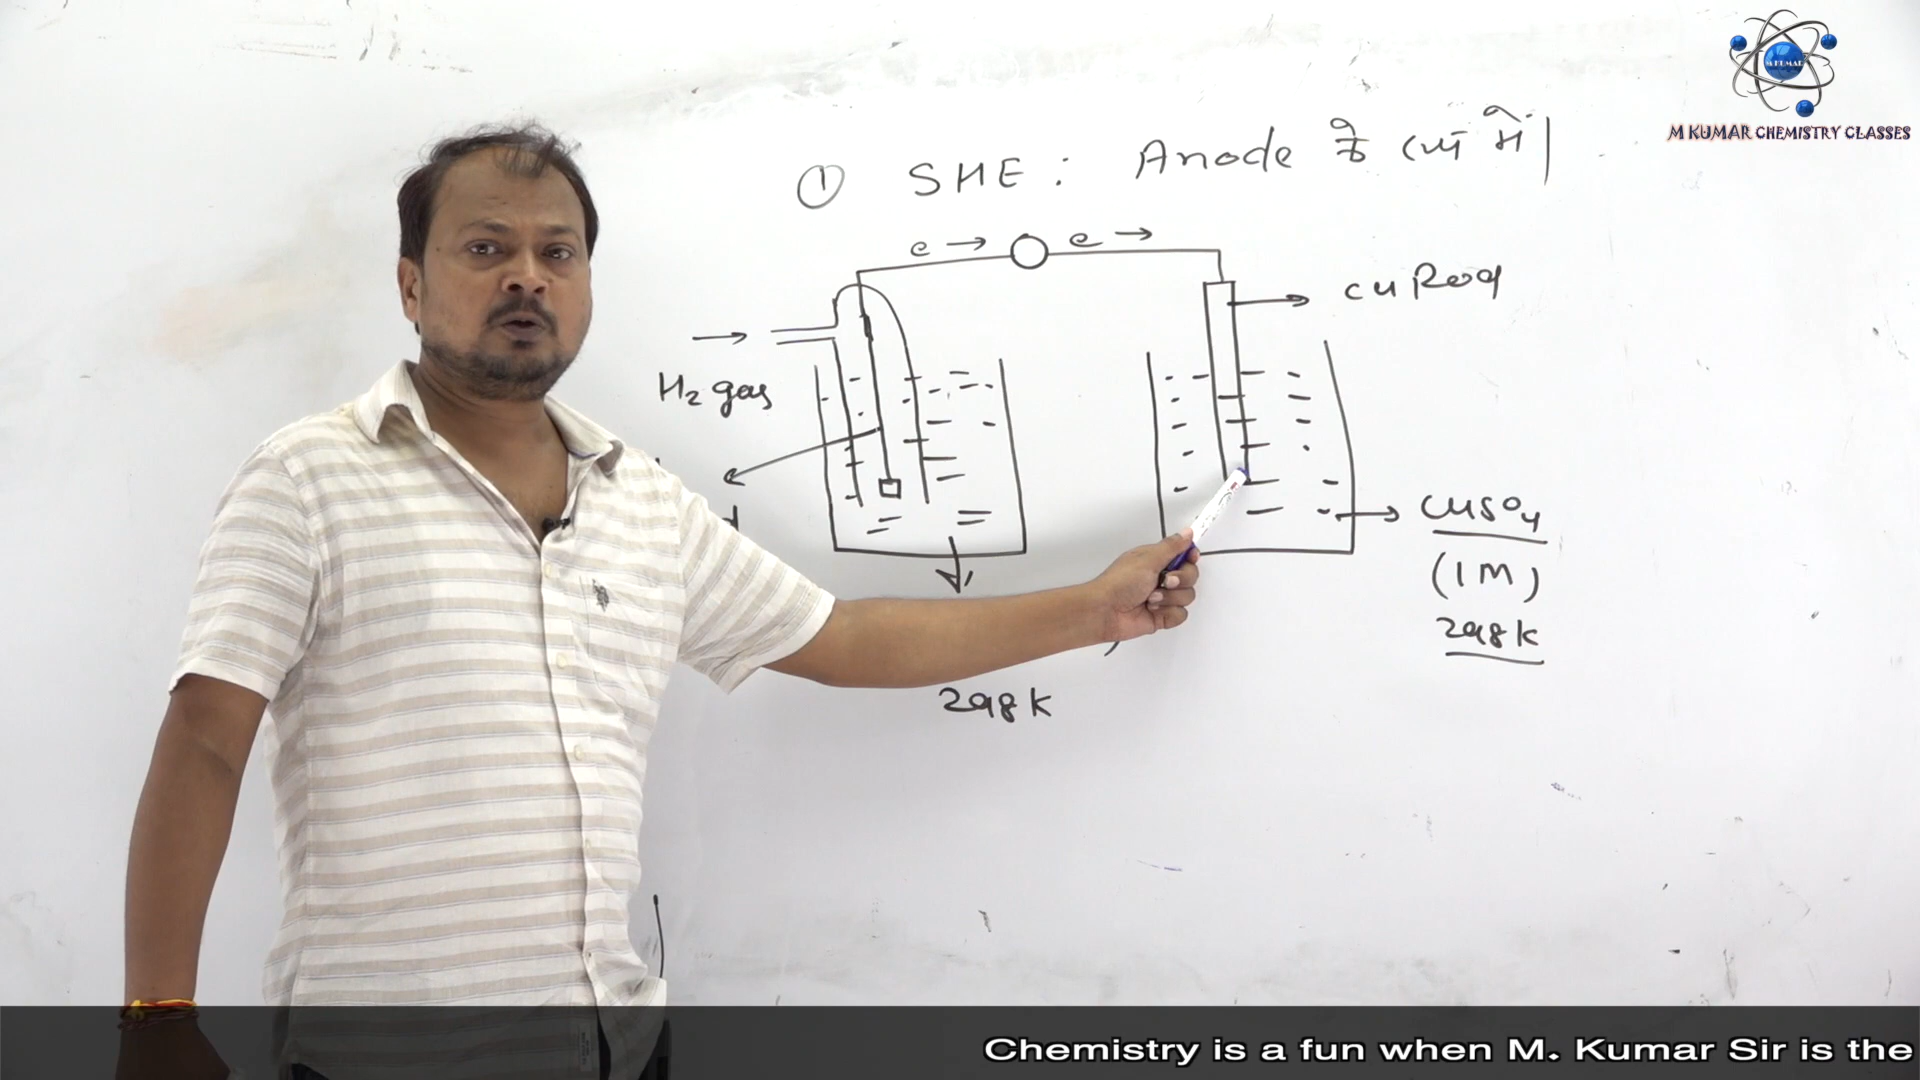 M KUMAR
M KUMAR CHEMISTRY CLASSES
① SHE : Anode के रूप में |
e → e →
Cu Rod
H₂ gas
CuSO₄
(1M)
298K
298K
Chemistry is a fun when M. Kumar Sir is the